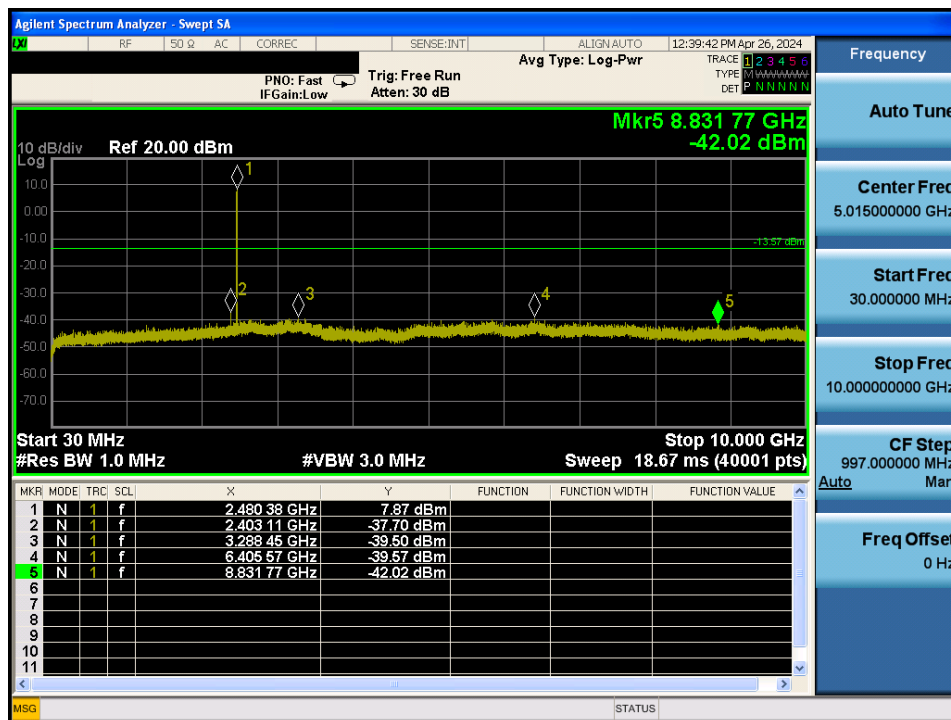 Agilent Spectrum Analyzer - Swept SA
LXI RF 50 Ω AC CORREC SENSE:INT ALIGNAUTO 12:39:42 PM Apr 26, 2024
PNO: Fast
IFGain:Low
Trig: Free Run
Atten: 30 dB
Avg Type: Log-Pwr
TRACE 1 2 3 4 5 6
TYPE M
DET P N N N N N
Mkr5 8.831 77 GHz
-42.02 dBm
10 dB/div Ref 20.00 dBm
Log
10.0
0.00
-10.0
-20.0
-30.0
-40.0
-50.0
-60.0
-70.0
1
2
3
4
5
-13.57 dBm
Start 30 MHz Stop 10.000 GHz
#Res BW 1.0 MHz #VBW 3.0 MHz Sweep 18.67 ms (40001 pts)
MKR MODE TRC SCL X Y FUNCTION FUNCTION WIDTH FUNCTION VALUE
1 N 1 f 2.480 38 GHz 7.87 dBm
2 N 1 f 2.403 11 GHz -37.70 dBm
3 N 1 f 3.288 45 GHz -39.50 dBm
4 N 1 f 6.405 57 GHz -39.57 dBm
5 N 1 f 8.831 77 GHz -42.02 dBm
6
7
8
9
10
11
MSG STATUS
Frequency
Auto Tune
Center Freq
5.015000000 GHz
Start Freq
30.000000 MHz
Stop Freq
10.000000000 GHz
CF Step
997.000000 MHz
Auto Man
Freq Offset
0 Hz